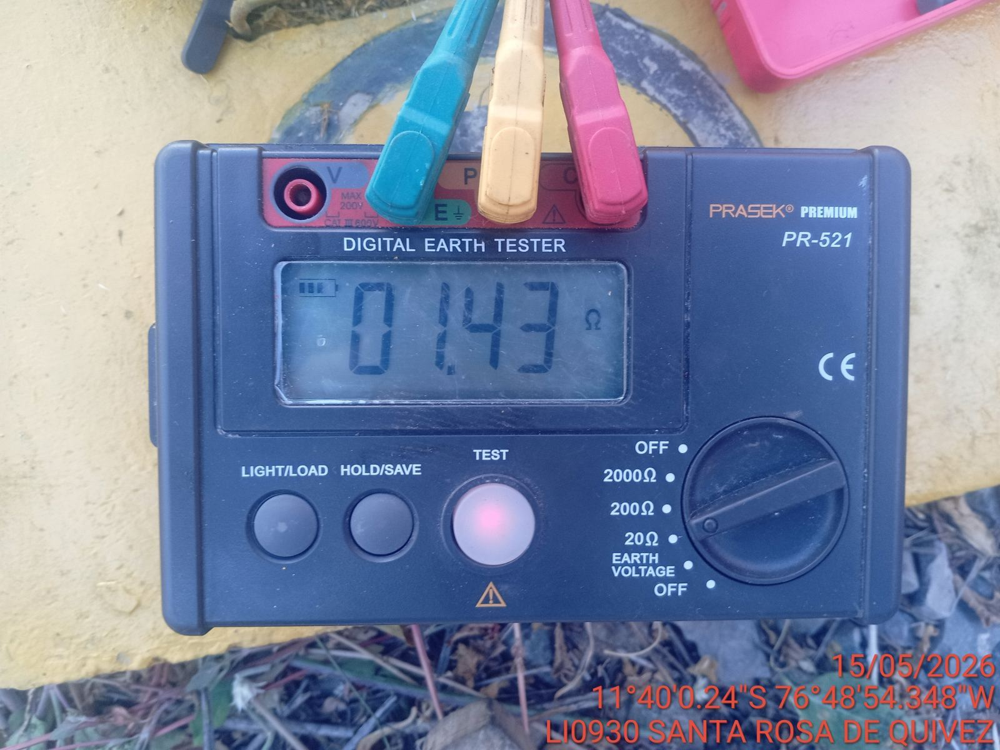 V
P
C
MAX
200V
CAT III 600V
E
PRASEK® PREMIUM
PR-521
DIGITAL EARTH TESTER
01.43 Ω
CE
OFF
2000Ω
200Ω
20Ω
EARTH
VOLTAGE
OFF
LIGHT/LOAD
HOLD/SAVE
TEST
15/05/2026
11°40'0.24"S 76°48'54.348"W
LI0930 SANTA ROSA DE QUIVEZ